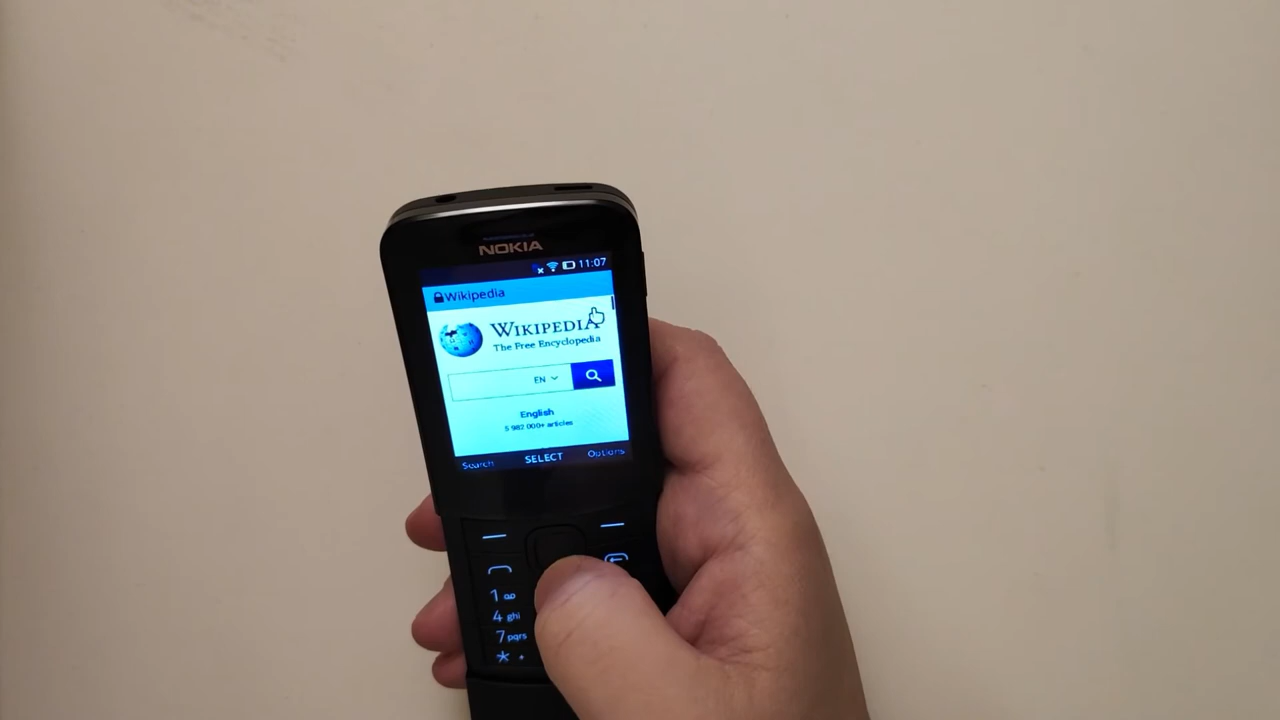 NOKIA
11:07
Wikipedia
WIKIPEDIA
The Free Encyclopedia
EN
English
5 982 000+ articles
Search SELECT Options
1
4 ghi
7 pqrs
* +